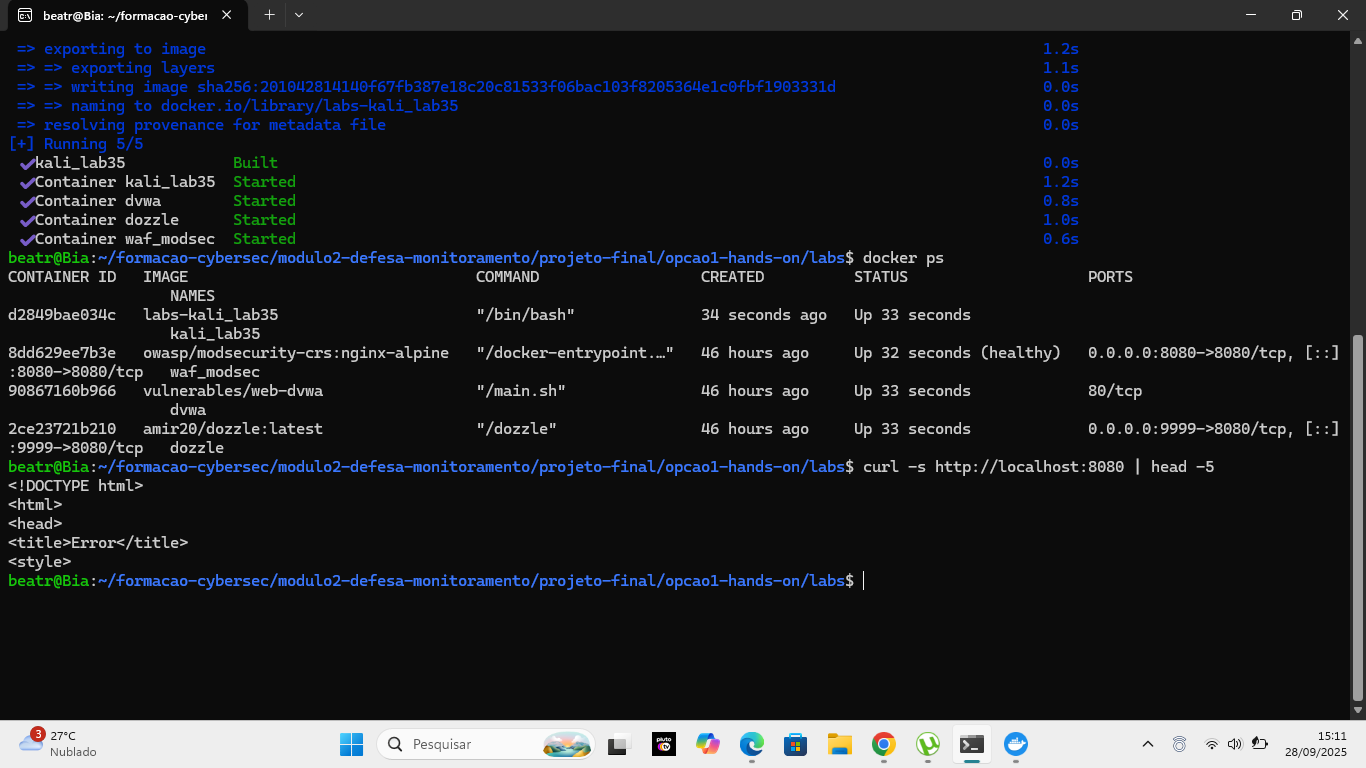 beatr@Bia: ~/formacao-cyber
=> exporting to image 1.2s
=> => exporting layers 1.1s
=> => writing image sha256:201042814140f67fb387e18c20c81533f06bac103f8205364e1c0fbf1903331d 0.0s
=> => naming to docker.io/library/labs-kali_lab35 0.0s
=> resolving provenance for metadata file 0.0s
[+] Running 5/5
✔kali_lab35 Built 0.0s
✔Container kali_lab35 Started 1.2s
✔Container dvwa Started 0.8s
✔Container dozzle Started 1.0s
✔Container waf_modsec Started 0.6s
beatr@Bia:~/formacao-cybersec/modulo2-defesa-monitoramento/projeto-final/opcao1-hands-on/labs$ docker ps
CONTAINER ID IMAGE COMMAND CREATED STATUS PORTS
NAMES
d2849bae034c labs-kali_lab35 "/bin/bash" 34 seconds ago Up 33 seconds
kali_lab35
8dd629ee7b3e owasp/modsecurity-crs:nginx-alpine "/docker-entrypoint.…" 46 hours ago Up 32 seconds (healthy) 0.0.0.0:8080->8080/tcp, [::]
:8080->8080/tcp waf_modsec
90867160b966 vulnerables/web-dvwa "/main.sh" 46 hours ago Up 33 seconds 80/tcp
dvwa
2ce23721b210 amir20/dozzle:latest "/dozzle" 46 hours ago Up 33 seconds 0.0.0.0:9999->8080/tcp, [::]
:9999->8080/tcp dozzle
beatr@Bia:~/formacao-cybersec/modulo2-defesa-monitoramento/projeto-final/opcao1-hands-on/labs$ curl -s http://localhost:8080 | head -5
<!DOCTYPE html>
<html>
<head>
<title>Error</title>
<style>
beatr@Bia:~/formacao-cybersec/modulo2-defesa-monitoramento/projeto-final/opcao1-hands-on/labs$
3
27°C
Nublado
Pesquisar
pluto tv
15:11
28/09/2025